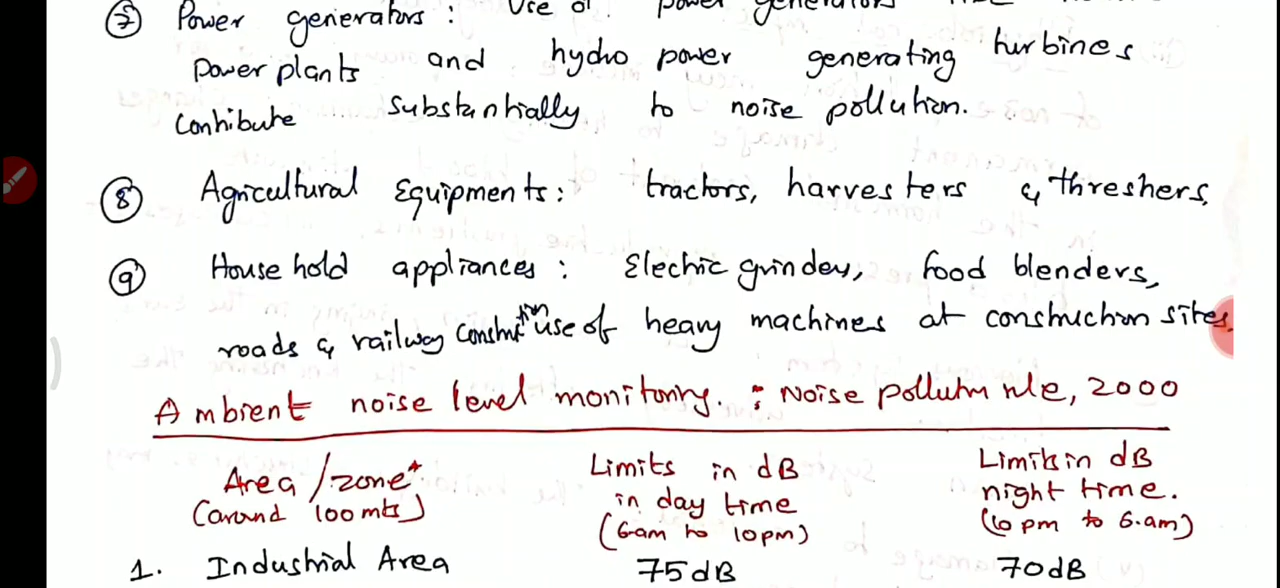 ⑦ Power generators : Use of power generators
Power plants and hydro power generating turbines
Contribute substantially to noise pollution.
⑧ Agricultural Equipments: tractors, harvesters & threshers.
⑨ House hold appliances : Electric grinders, food blenders,
roads & railway construction use of heavy machines at construction sites.
Ambient noise level monitoring. : Noise pollution rule, 2000
Area /zone* Limits in dB Limits in dB
(around 100 mts) in day time night time.
(6am to 10pm) (10 pm to 6.am)
1. Industrial Area 75dB 70dB